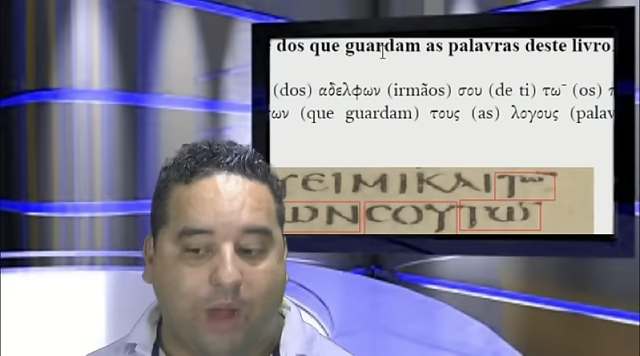 dos que guardam as palavras deste livro.
(dos) αδελφων (irmãos) σου (de ti) τω¯ (os)
ων (que guardam) τους (as) λογους (palav
ΥΕΙΜΙΚΑΙΤω¯
ωΝϹΟΥΤω¯